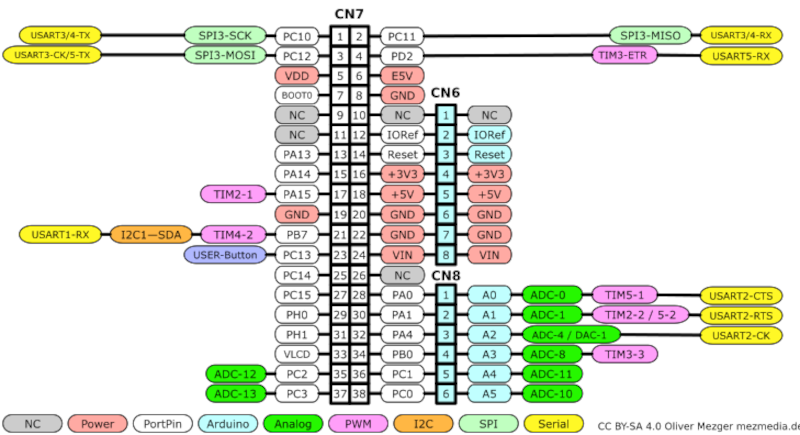 CN7
USART3/4-TX SPI3-SCK PC10 1 2 PC11 SPI3-MISO USART3/4-RX
USART3-CK/5-TX SPI3-MOSI PC12 3 4 PD2 TIM3-ETR USART5-RX
VDD 5 6 E5V
BOOT0 7 8 GND CN6
NC 9 10 NC 1 NC
NC 11 12 IORef 2 IORef
PA13 13 14 Reset 3 Reset
PA14 15 16 +3V3 4 +3V3
TIM2-1 PA15 17 18 +5V 5 +5V
GND 19 20 GND 6 GND
USART1-RX I2C1—SDA TIM4-2 PB7 21 22 GND 7 GND
USER-Button PC13 23 24 VIN 8 VIN
PC14 25 26 NC CN8
PC15 27 28 PA0 1 A0 ADC-0 TIM5-1 USART2-CTS
PH0 29 30 PA1 2 A1 ADC-1 TIM2-2 / 5-2 USART2-RTS
PH1 31 32 PA4 3 A2 ADC-4 / DAC-1 USART2-CK
VLCD 33 34 PB0 4 A3 ADC-8 TIM3-3
ADC-12 PC2 35 36 PC1 5 A4 ADC-11
ADC-13 PC3 37 38 PC0 6 A5 ADC-10
NC Power PortPin Arduino Analog PWM I2C SPI Serial CC BY-SA 4.0 Oliver Mezger mezmedia.de